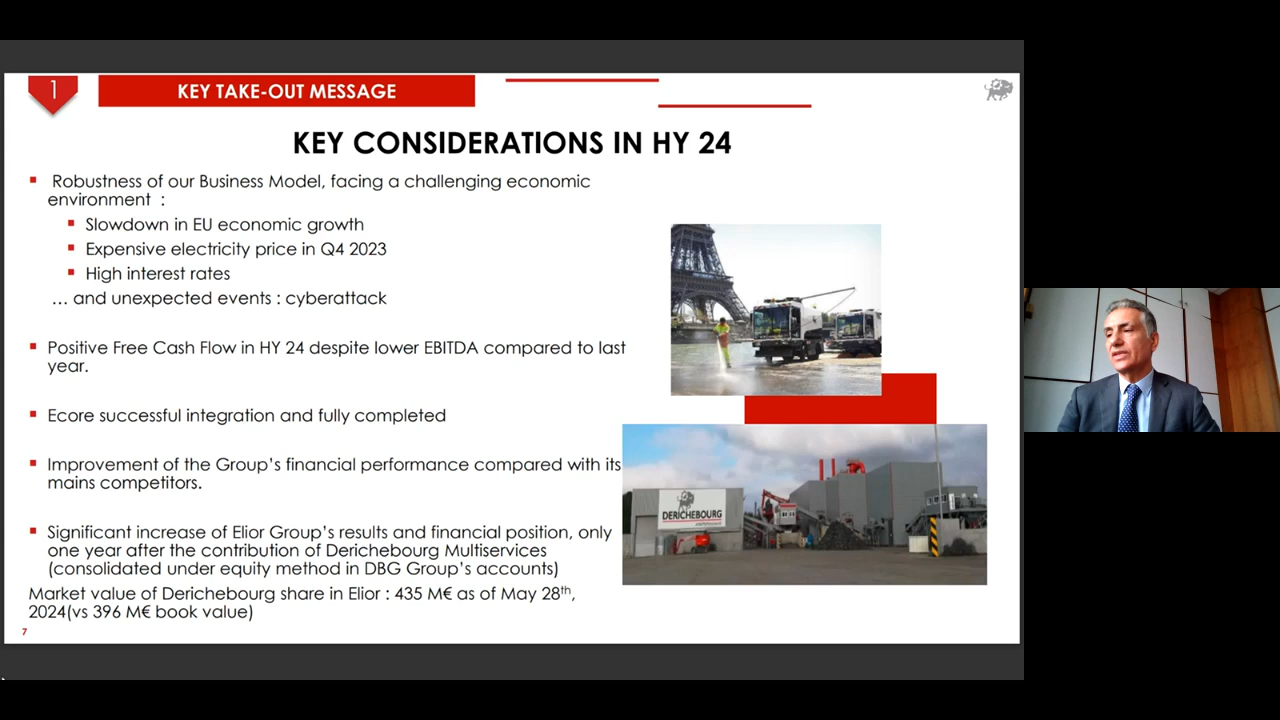 1
KEY TAKE-OUT MESSAGE
KEY CONSIDERATIONS IN HY 24
Robustness of our Business Model, facing a challenging economic
environment :
Slowdown in EU economic growth
Expensive electricity price in Q4 2023
High interest rates
… and unexpected events : cyberattack
Positive Free Cash Flow in HY 24 despite lower EBITDA compared to last
year.
Ecore successful integration and fully completed
Improvement of the Group's financial performance compared with its
mains competitors.
Significant increase of Elior Group's results and financial position, only
one year after the contribution of Derichebourg Multiservices
(consolidated under equity method in DBG Group's accounts)
Market value of Derichebourg share in Elior : 435 M€ as of May 28th,
2024(vs 396 M€ book value)
DERICHEBOURG
7